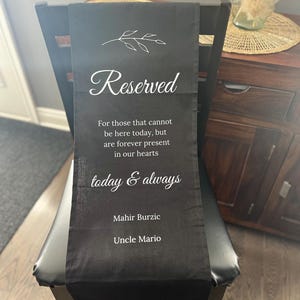 Reserved
For those that cannot
be here today, but
are forever present
in our hearts
today & always
Mahir Burzic
Uncle Mario